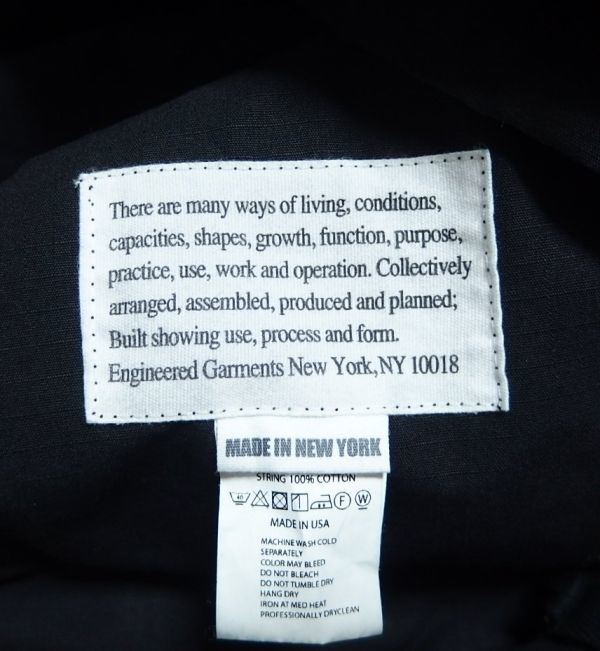 There are many ways of living, conditions,
capacities, shapes, growth, function, purpose,
practice, use, work and operation. Collectively
arranged, assembled, produced and planned;
Built showing use, process and form.
Engineered Garments New York, NY 10018
MADE IN NEW YORK
STRING 100% COTTON
40 F W
MADE IN USA
MACHINE WASH COLD
SEPARATELY
COLOR MAY BLEED
DO NOT BLEACH
DO NOT TUMBLE DRY
HANG DRY
IRON AT MED HEAT
PROFESSIONALLY DRYCLEAN